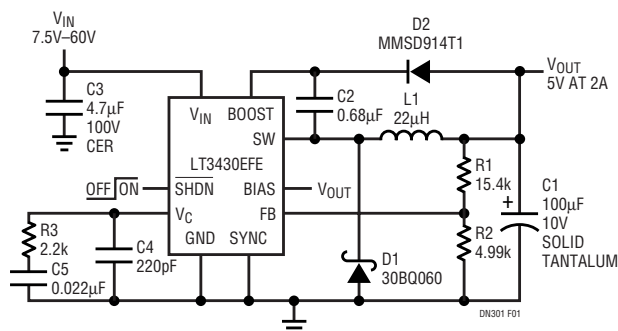 VIN
7.5V–60V
C3
4.7µF
100V
CER
D2
MMSD914T1
VOUT
5V AT 2A
C2
0.68µF
L1
22µH
VIN BOOST
SW
LT3430EFE
OFF ON
SHDN BIAS VOUT
VC FB
GND SYNC
R3
2.2k
C5
0.022µF
C4
220pF
D1
30BQ060
R1
15.4k
R2
4.99k
+ C1
100µF
10V
SOLID
TANTALUM
DN301 F01